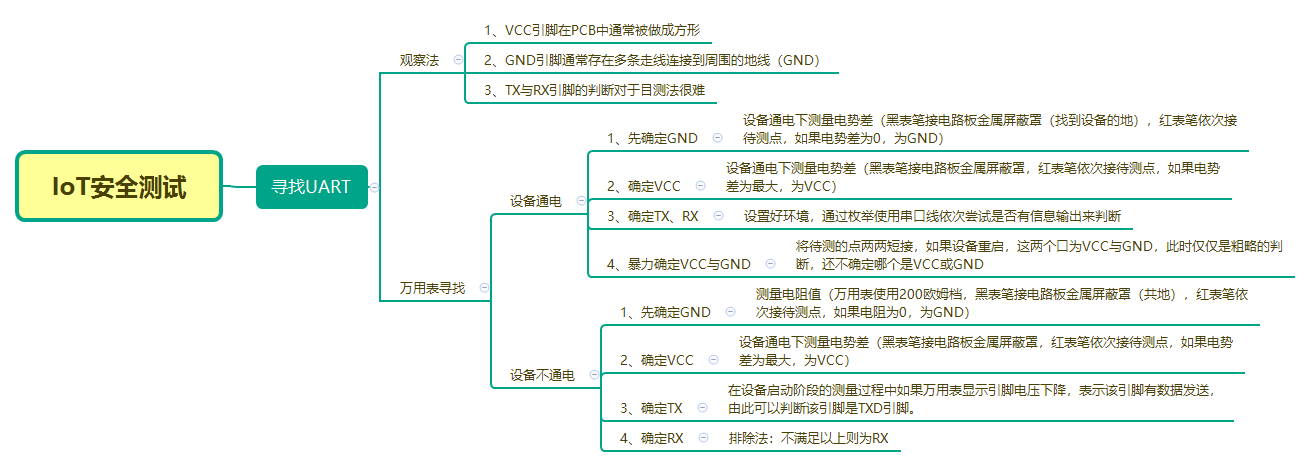 IoT安全测试
寻找UART
观察法
1、VCC引脚在PCB中通常被做成方形
2、GND引脚通常存在多条走线连接到周围的地线（GND）
3、TX与RX引脚的判断对于目测法很难
万用表寻找
设备通电
1、先确定GND
设备通电下测量电势差（黑表笔接电路板金属屏蔽罩（找到设备的地），红表笔依次接
待测点，如果电势差为0，为GND）
2、确定VCC
设备通电下测量电势差（黑表笔接电路板金属屏蔽罩，红表笔依次接待测点，如果电势
差为最大，为VCC）
3、确定TX、RX
设置好环境，通过枚举使用串口线依次尝试是否有信息输出来判断
4、暴力确定VCC与GND
将待测的点两两短接，如果设备重启，这两个口为VCC与GND，此时仅仅是粗略的判
断，还不确定哪个是VCC或GND
设备不通电
1、先确定GND
测量电阻值（万用表使用200欧姆档，黑表笔接电路板金属屏蔽罩（共地），红表笔依
次接待测点，如果电阻为0，为GND）
2、确定VCC
设备通电下测量电势差（黑表笔接电路板金属屏蔽罩，红表笔依次接待测点，如果电势
差为最大，为VCC）
3、确定TX
在设备启动阶段的测量过程中如果万用表显示引脚电压下降，表示该引脚有数据发送，
由此可以判断该引脚是TXD引脚。
4、确定RX
排除法：不满足以上则为RX